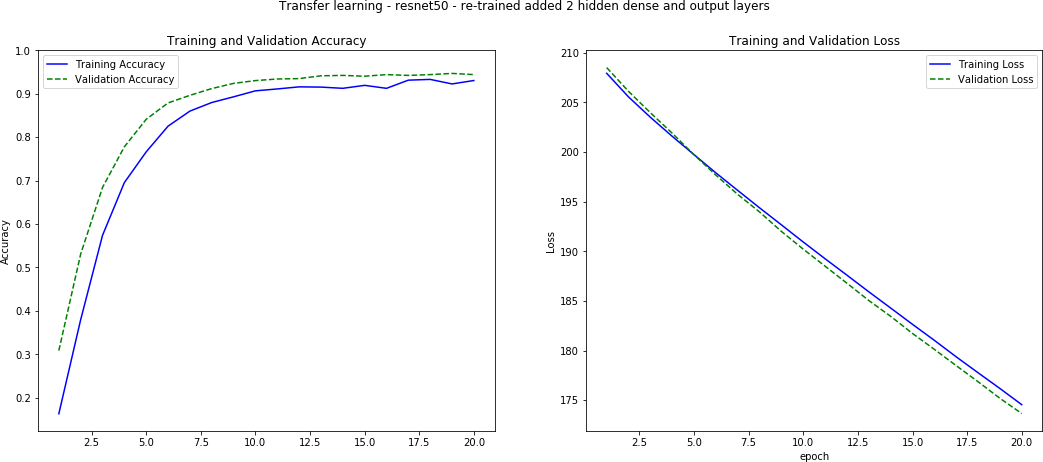 Transfer learning - resnet50 - re-trained added 2 hidden dense and output layers
Training and Validation Accuracy
Training Accuracy
Validation Accuracy
1.0
0.9
0.8
0.7
0.6
0.5
0.4
0.3
0.2
Accuracy
2.5 5.0 7.5 10.0 12.5 15.0 17.5 20.0
Training and Validation Loss
Training Loss
Validation Loss
210
205
200
195
190
185
180
175
Loss
2.5 5.0 7.5 10.0 12.5 15.0 17.5 20.0
epoch